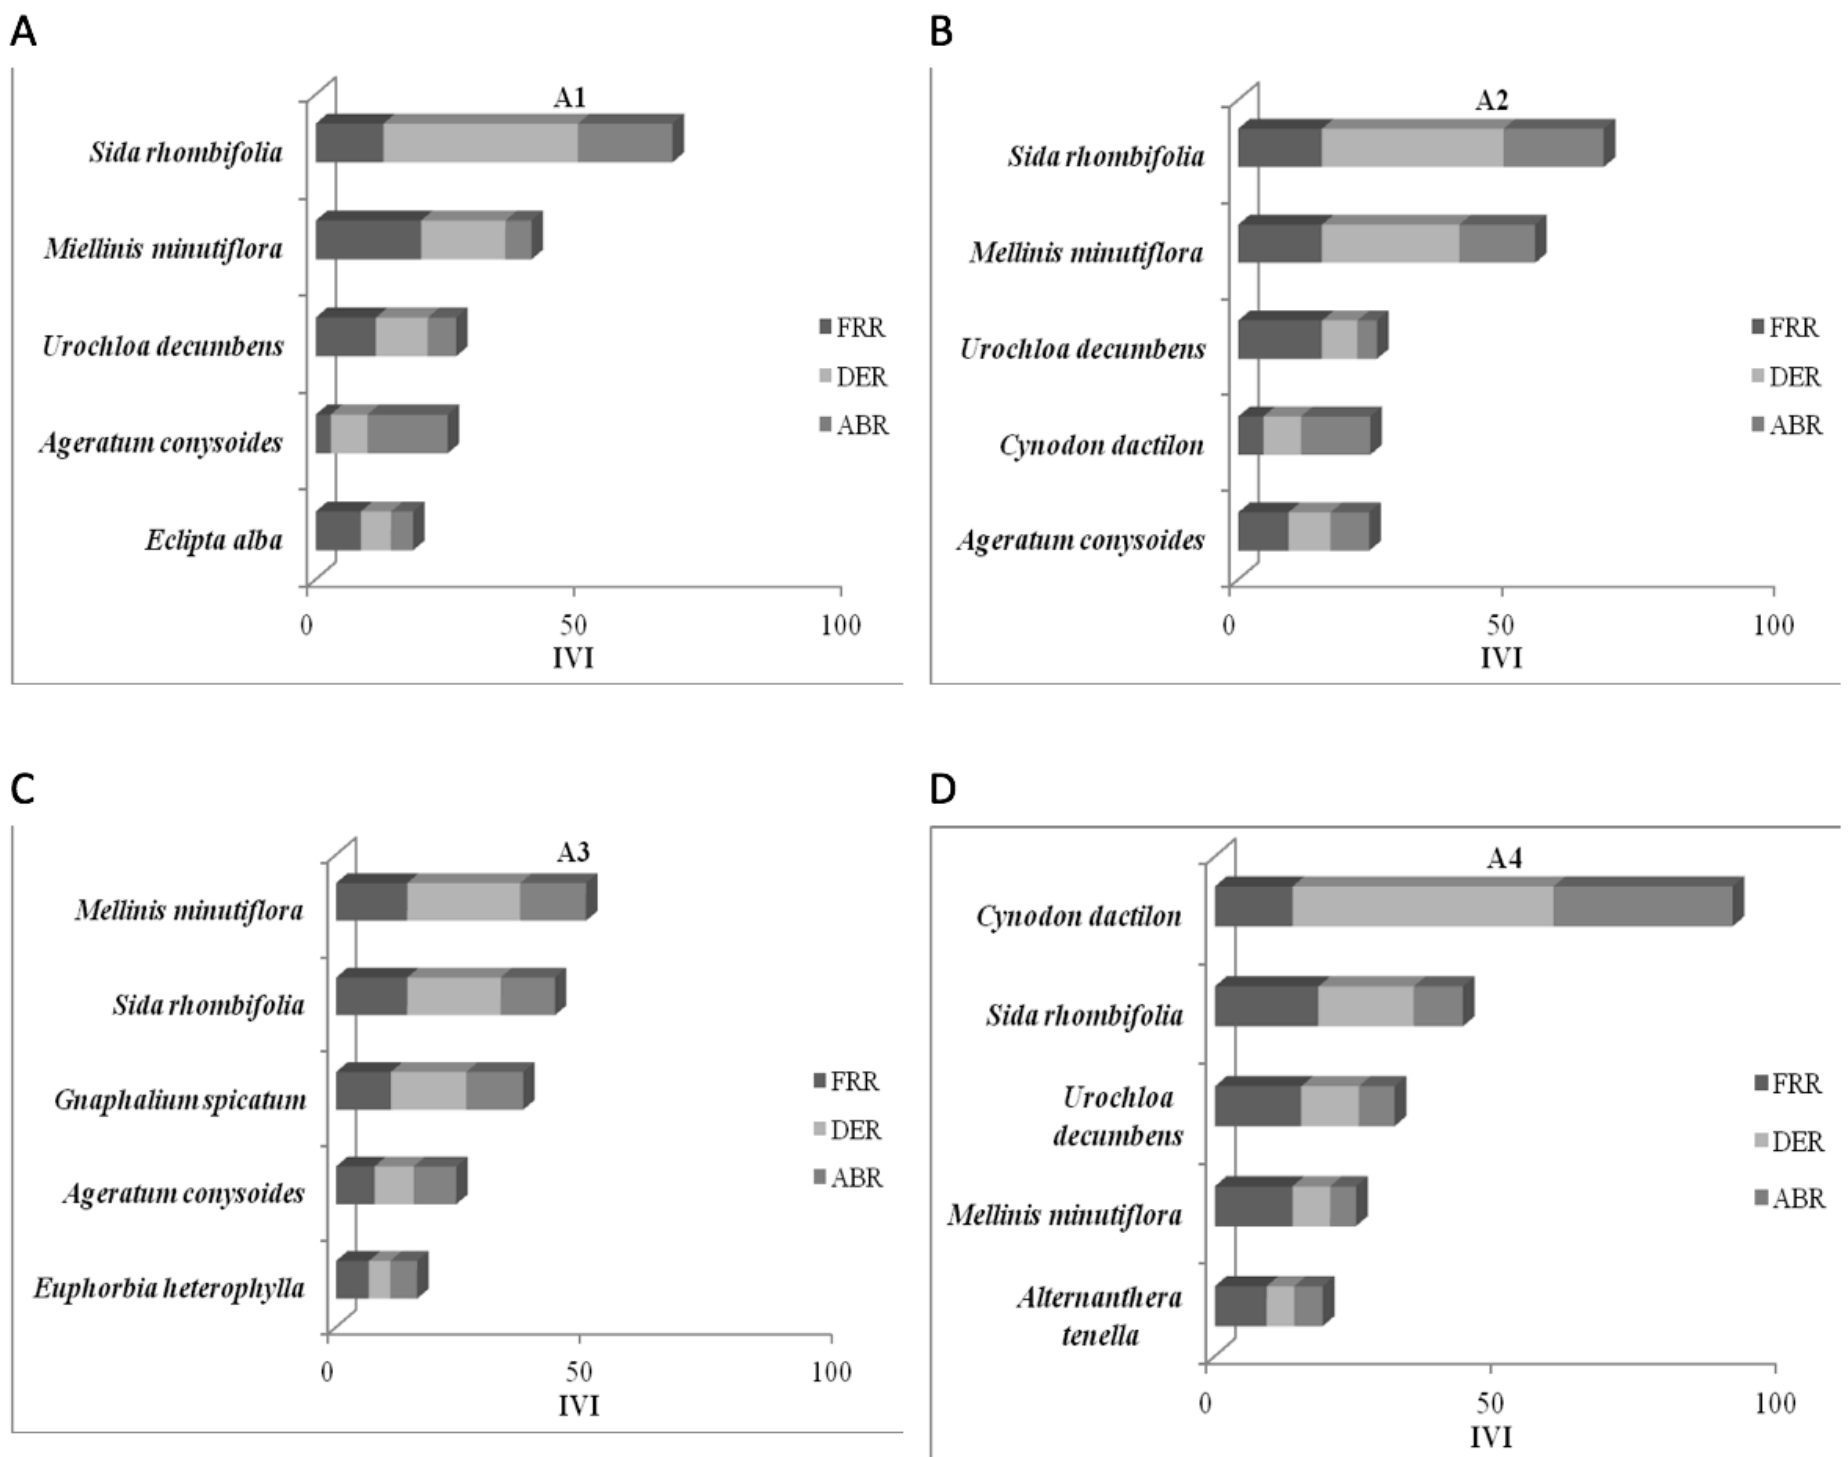 A
A1
Sida rhombifolia
Miellinis minutiflora
Urochloa decumbens
Ageratum conysoides
Eclipta alba
FRR
DER
ABR
0 50 100
IVI
B
A2
Sida rhombifolia
Mellinis minutiflora
Urochloa decumbens
Cynodon dactilon
Ageratum conysoides
FRR
DER
ABR
0 50 100
IVI
C
A3
Mellinis minutiflora
Sida rhombifolia
Gnaphalium spicatum
Ageratum conysoides
Euphorbia heterophylla
FRR
DER
ABR
0 50 100
IVI
D
A4
Cynodon dactilon
Sida rhombifolia
Urochloa
decumbens
Mellinis minutiflora
Alternanthera
tenella
FRR
DER
ABR
0 50 100
IVI